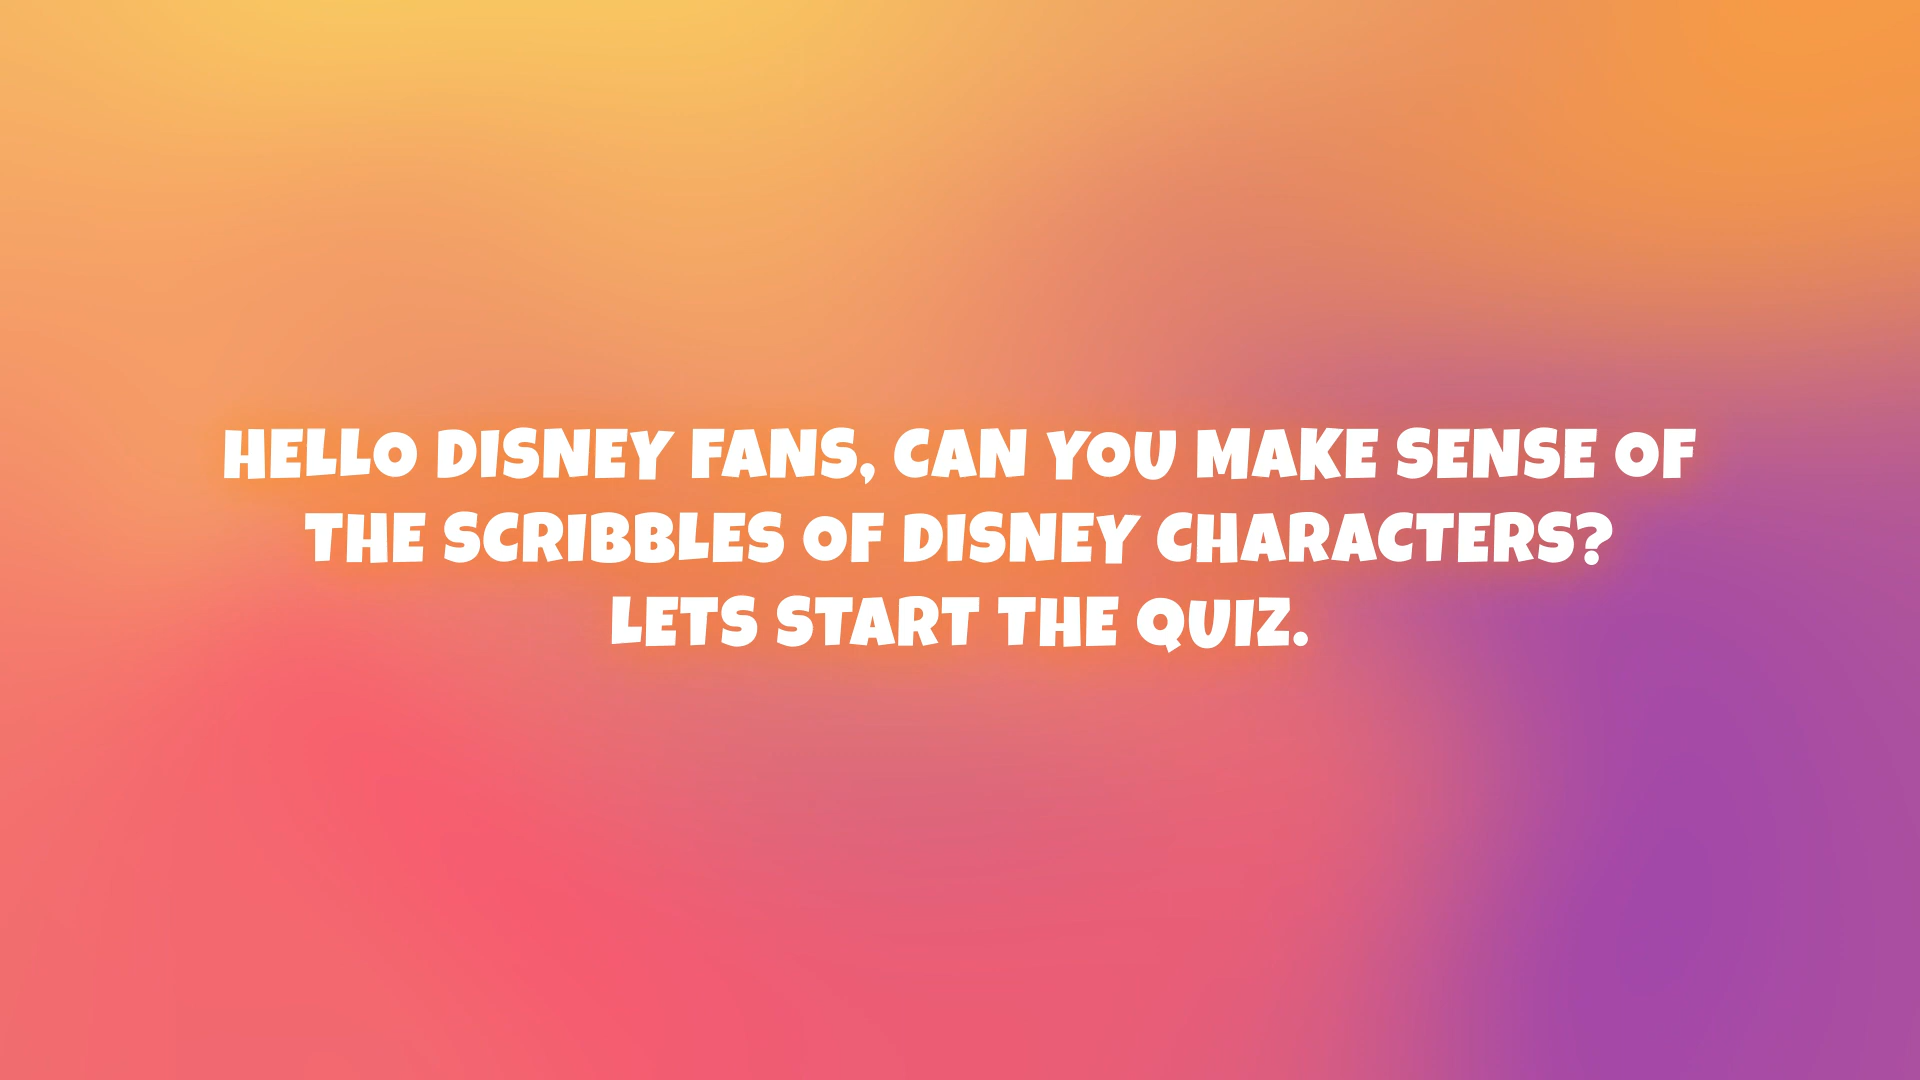 HELLO DISNEY FANS, CAN YOU MAKE SENSE OF
THE SCRIBBLES OF DISNEY CHARACTERS?
LETS START THE QUIZ.